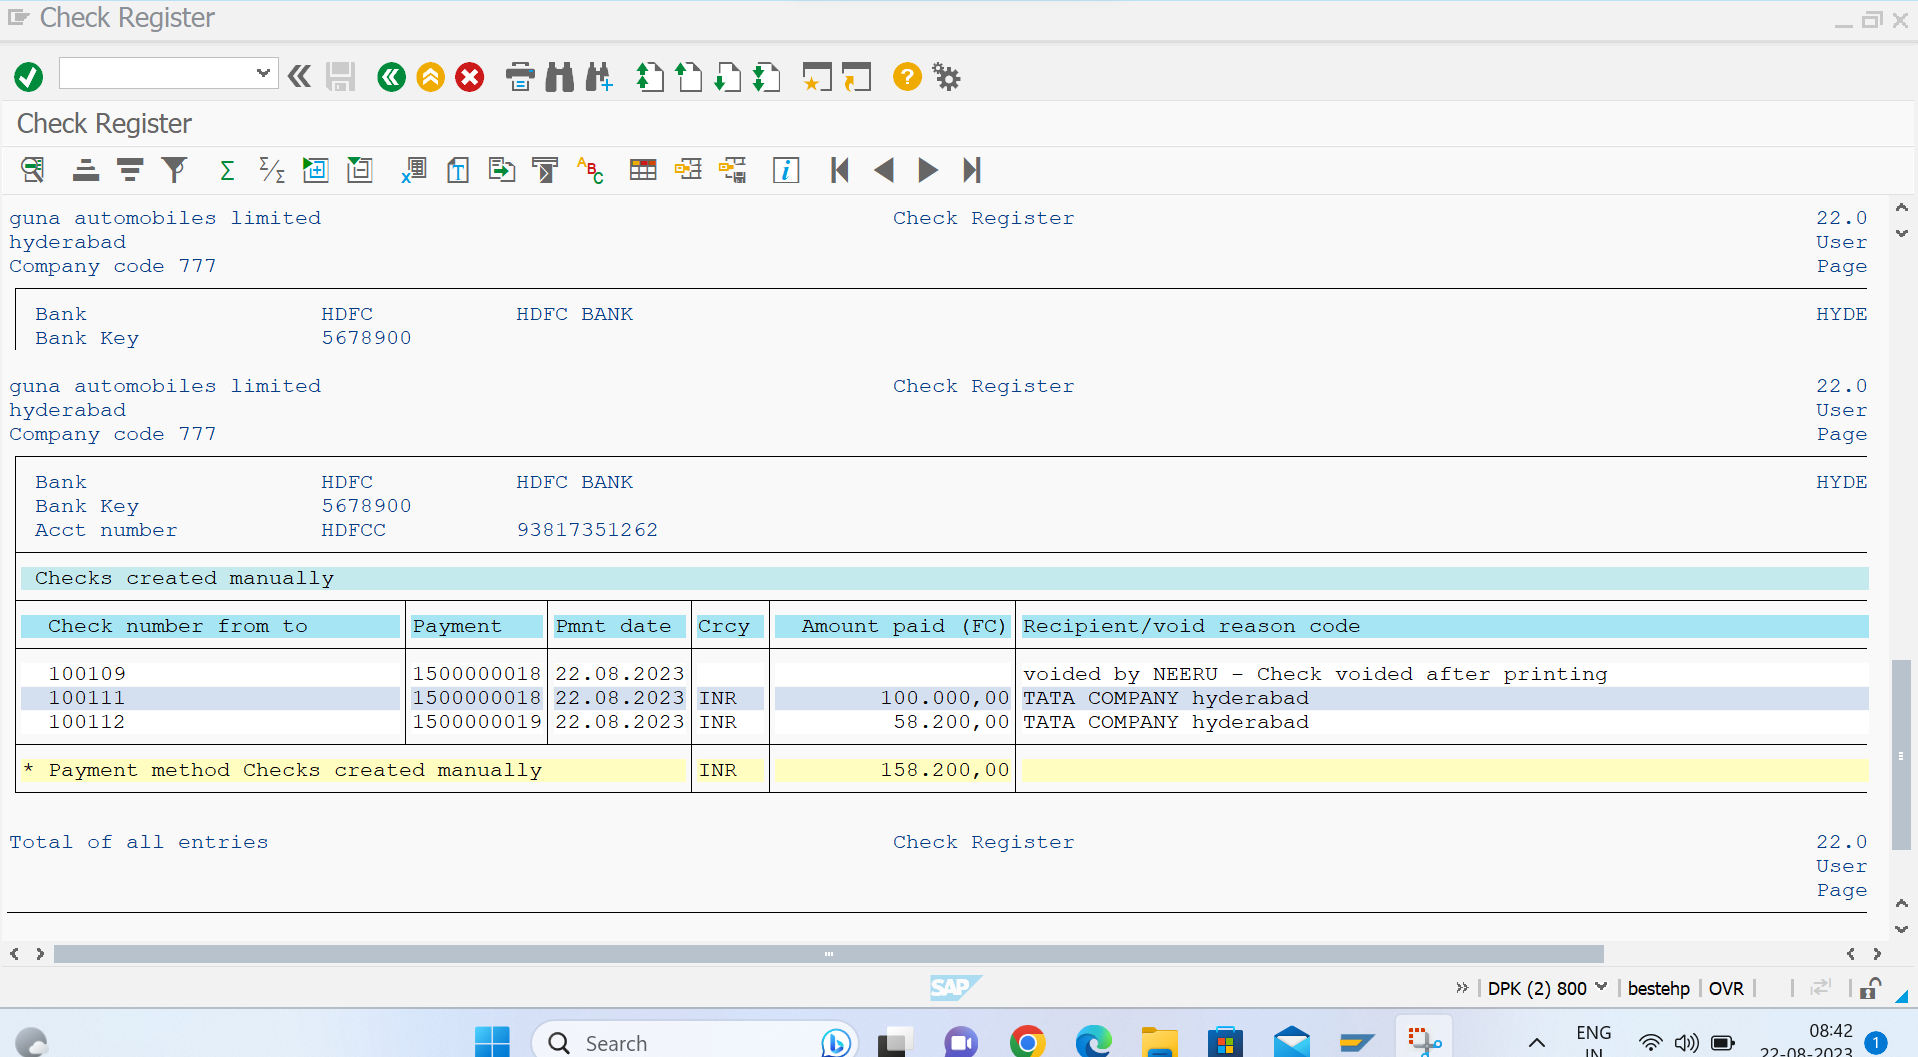 Check Register
Check Register
guna automobiles limited Check Register 22.0
hyderabad User
Company code 777 Page
Bank HDFC HDFC BANK HYDE
Bank Key 5678900
guna automobiles limited Check Register 22.0
hyderabad User
Company code 777 Page
Bank HDFC HDFC BANK HYDE
Bank Key 5678900
Acct number HDFCC 93817351262
Checks created manually
Check number from to Payment Pmnt date Crcy Amount paid (FC) Recipient/void reason code
100109 1500000018 22.08.2023 voided by NEERU - Check voided after printing
100111 1500000018 22.08.2023 INR 100.000,00 TATA COMPANY hyderabad
100112 1500000019 22.08.2023 INR 58.200,00 TATA COMPANY hyderabad
* Payment method Checks created manually INR 158.200,00
Total of all entries Check Register 22.0
User
Page
SAP DPK (2) 800 bestehp OVR
Search ENG 08:42 1
IN 22-08-2023